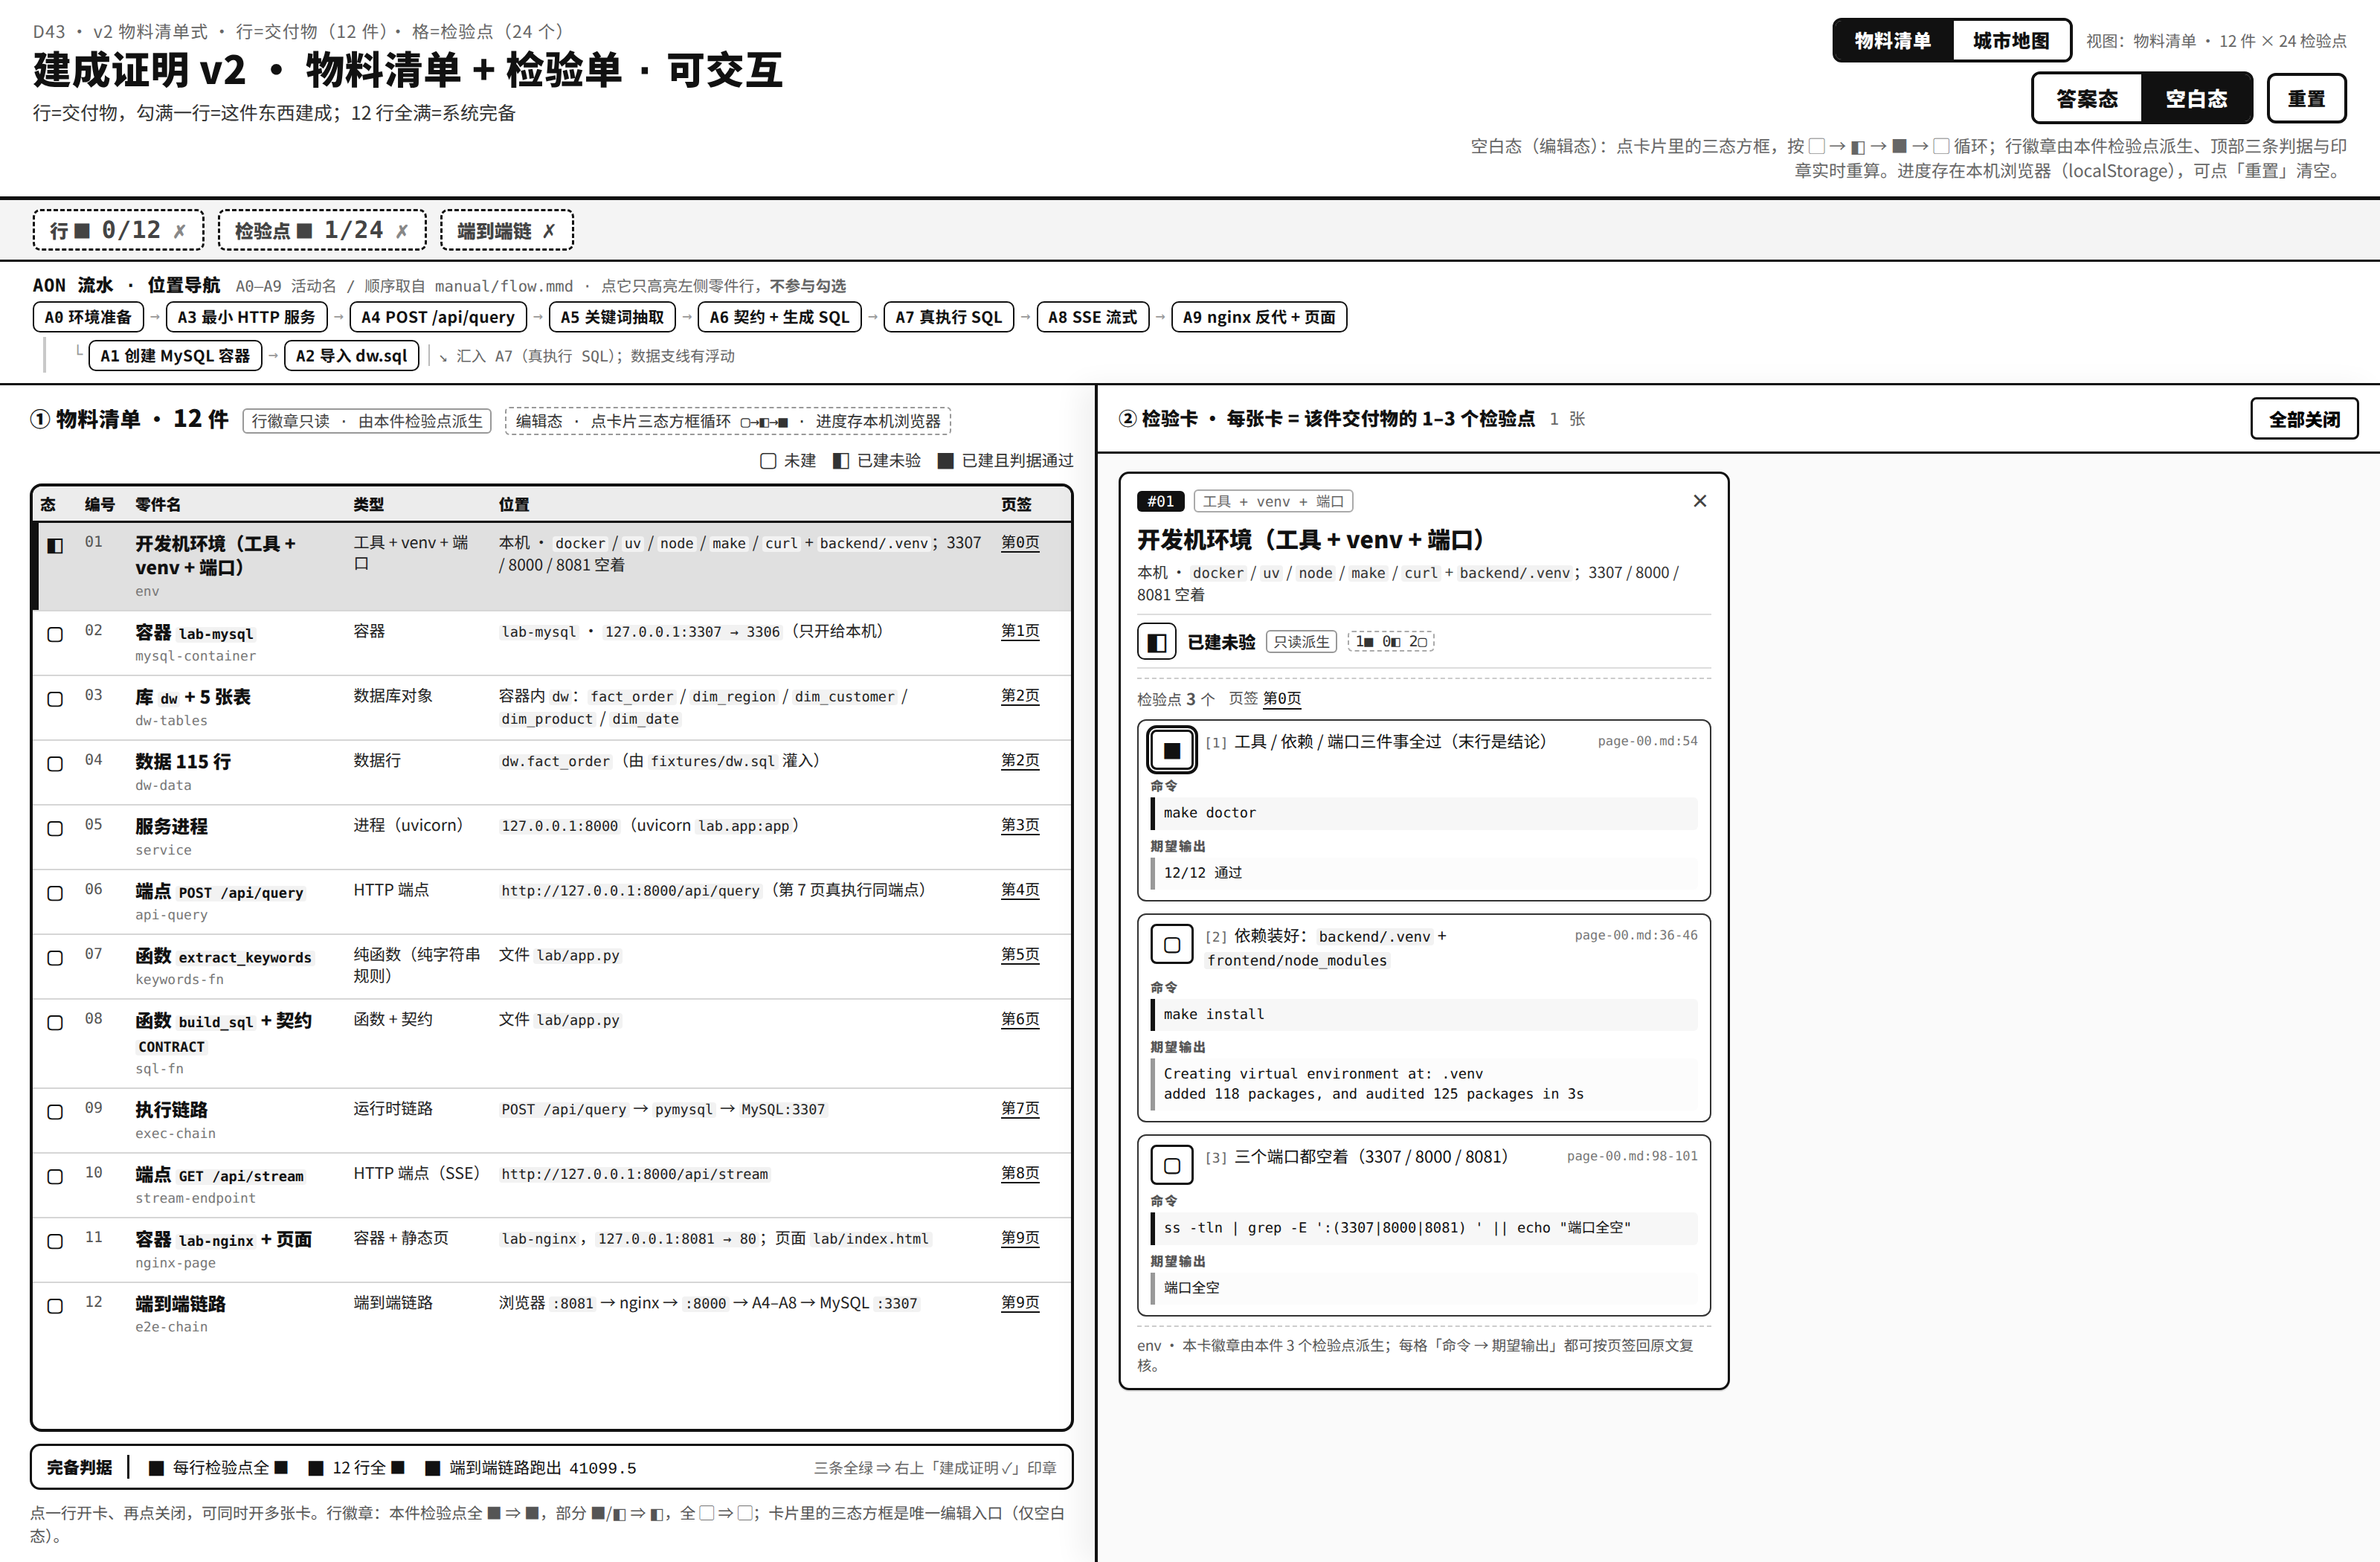 D43 · v2 物料清单式 · 行=交付物（12 件）· 格=检验点（24 个）
建成证明 v2 · 物料清单 + 检验单 · 可交互
行=交付物，勾满一行=这件东西建成；12 行全满=系统完备
物料清单 城市地图 视图：物料清单 · 12 件 × 24 检验点
答案态 空白态 重置
空白态（编辑态）：点卡片里的三态方框，按 ▢ → ◧ → ■ → ▢ 循环；行徽章由本件检验点派生、顶部三条判据与印
章实时重算。进度存在本机浏览器（localStorage），可点「重置」清空。
行 ■ 0/12 ✗ 检验点 ■ 1/24 ✗ 端到端链 ✗
AON 流水 · 位置导航 A0—A9 活动名 / 顺序取自 manual/flow.mmd · 点它只高亮左侧零件行，不参与勾选
A0 环境准备 → A3 最小 HTTP 服务 → A4 POST /api/query → A5 关键词抽取 → A6 契约 + 生成 SQL → A7 真执行 SQL → A8 SSE 流式 → A9 nginx 反代 + 页面
└ A1 创建 MySQL 容器 → A2 导入 dw.sql ↘ 汇入 A7（真执行 SQL）；数据支线有浮动
① 物料清单 · 12 件 行徽章只读 · 由本件检验点派生 编辑态 · 点卡片三态方框循环 ▢→◧→■ · 进度存本机浏览器
▢ 未建 ◧ 已建未验 ■ 已建且判据通过
态 编号 零件名 类型 位置 页签
◧ 01 开发机环境（工具 + 工具 + venv + 端 本机 · docker / uv / node / make / curl + backend/.venv；3307 第0页
venv + 端口） 口 / 8000 / 8081 空着
env
▢ 02 容器 lab-mysql 容器 lab-mysql · 127.0.0.1:3307 → 3306（只开给本机） 第1页
mysql-container
▢ 03 库 dw + 5 张表 数据库对象 容器内 dw：fact_order / dim_region / dim_customer / 第2页
dw-tables dim_product / dim_date
▢ 04 数据 115 行 数据行 dw.fact_order（由 fixtures/dw.sql 灌入） 第2页
dw-data
▢ 05 服务进程 进程（uvicorn） 127.0.0.1:8000（uvicorn lab.app:app） 第3页
service
▢ 06 端点 POST /api/query HTTP 端点 http://127.0.0.1:8000/api/query（第 7 页真执行同端点） 第4页
api-query
▢ 07 函数 extract_keywords 纯函数（纯字符串 文件 lab/app.py 第5页
keywords-fn 规则）
▢ 08 函数 build_sql + 契约 函数 + 契约 文件 lab/app.py 第6页
CONTRACT
sql-fn
▢ 09 执行链路 运行时链路 POST /api/query → pymysql → MySQL:3307 第7页
exec-chain
▢ 10 端点 GET /api/stream HTTP 端点（SSE） http://127.0.0.1:8000/api/stream 第8页
stream-endpoint
▢ 11 容器 lab-nginx + 页面 容器 + 静态页 lab-nginx，127.0.0.1:8081 → 80；页面 lab/index.html 第9页
nginx-page
▢ 12 端到端链路 端到端链路 浏览器 :8081 → nginx → :8000 → A4–A8 → MySQL :3307 第9页
e2e-chain
完备判据 ■ 每行检验点全 ■ ■ 12 行全 ■ ■ 端到端链路跑出 41099.5 三条全绿 ⇒ 右上「建成证明 ✓」印章
点一行开卡、再点关闭，可同时开多张卡。行徽章：本件检验点全 ■ ⇒ ■，部分 ■/◧ ⇒ ◧，全 ▢ ⇒ ▢；卡片里的三态方框是唯一编辑入口（仅空白
态）。
② 检验卡 · 每张卡 = 该件交付物的 1–3 个检验点 1 张 全部关闭
#01 工具 + venv + 端口 ✕
开发机环境（工具 + venv + 端口）
本机 · docker / uv / node / make / curl + backend/.venv；3307 / 8000 /
8081 空着
◧ 已建未验 只读派生 1■ 0◧ 2▢
检验点 3 个 页签 第0页
■ [1] 工具 / 依赖 / 端口三件事全过（末行是结论） page-00.md:54
命令
make doctor
期望输出
12/12 通过
▢ [2] 依赖装好：backend/.venv + page-00.md:36-46
frontend/node_modules
命令
make install
期望输出
Creating virtual environment at: .venv
added 118 packages, and audited 125 packages in 3s
▢ [3] 三个端口都空着（3307 / 8000 / 8081） page-00.md:98-101
命令
ss -tln | grep -E ':(3307|8000|8081) ' || echo "端口全空"
期望输出
端口全空
env · 本卡徽章由本件 3 个检验点派生；每格「命令 → 期望输出」都可按页签回原文复
核。